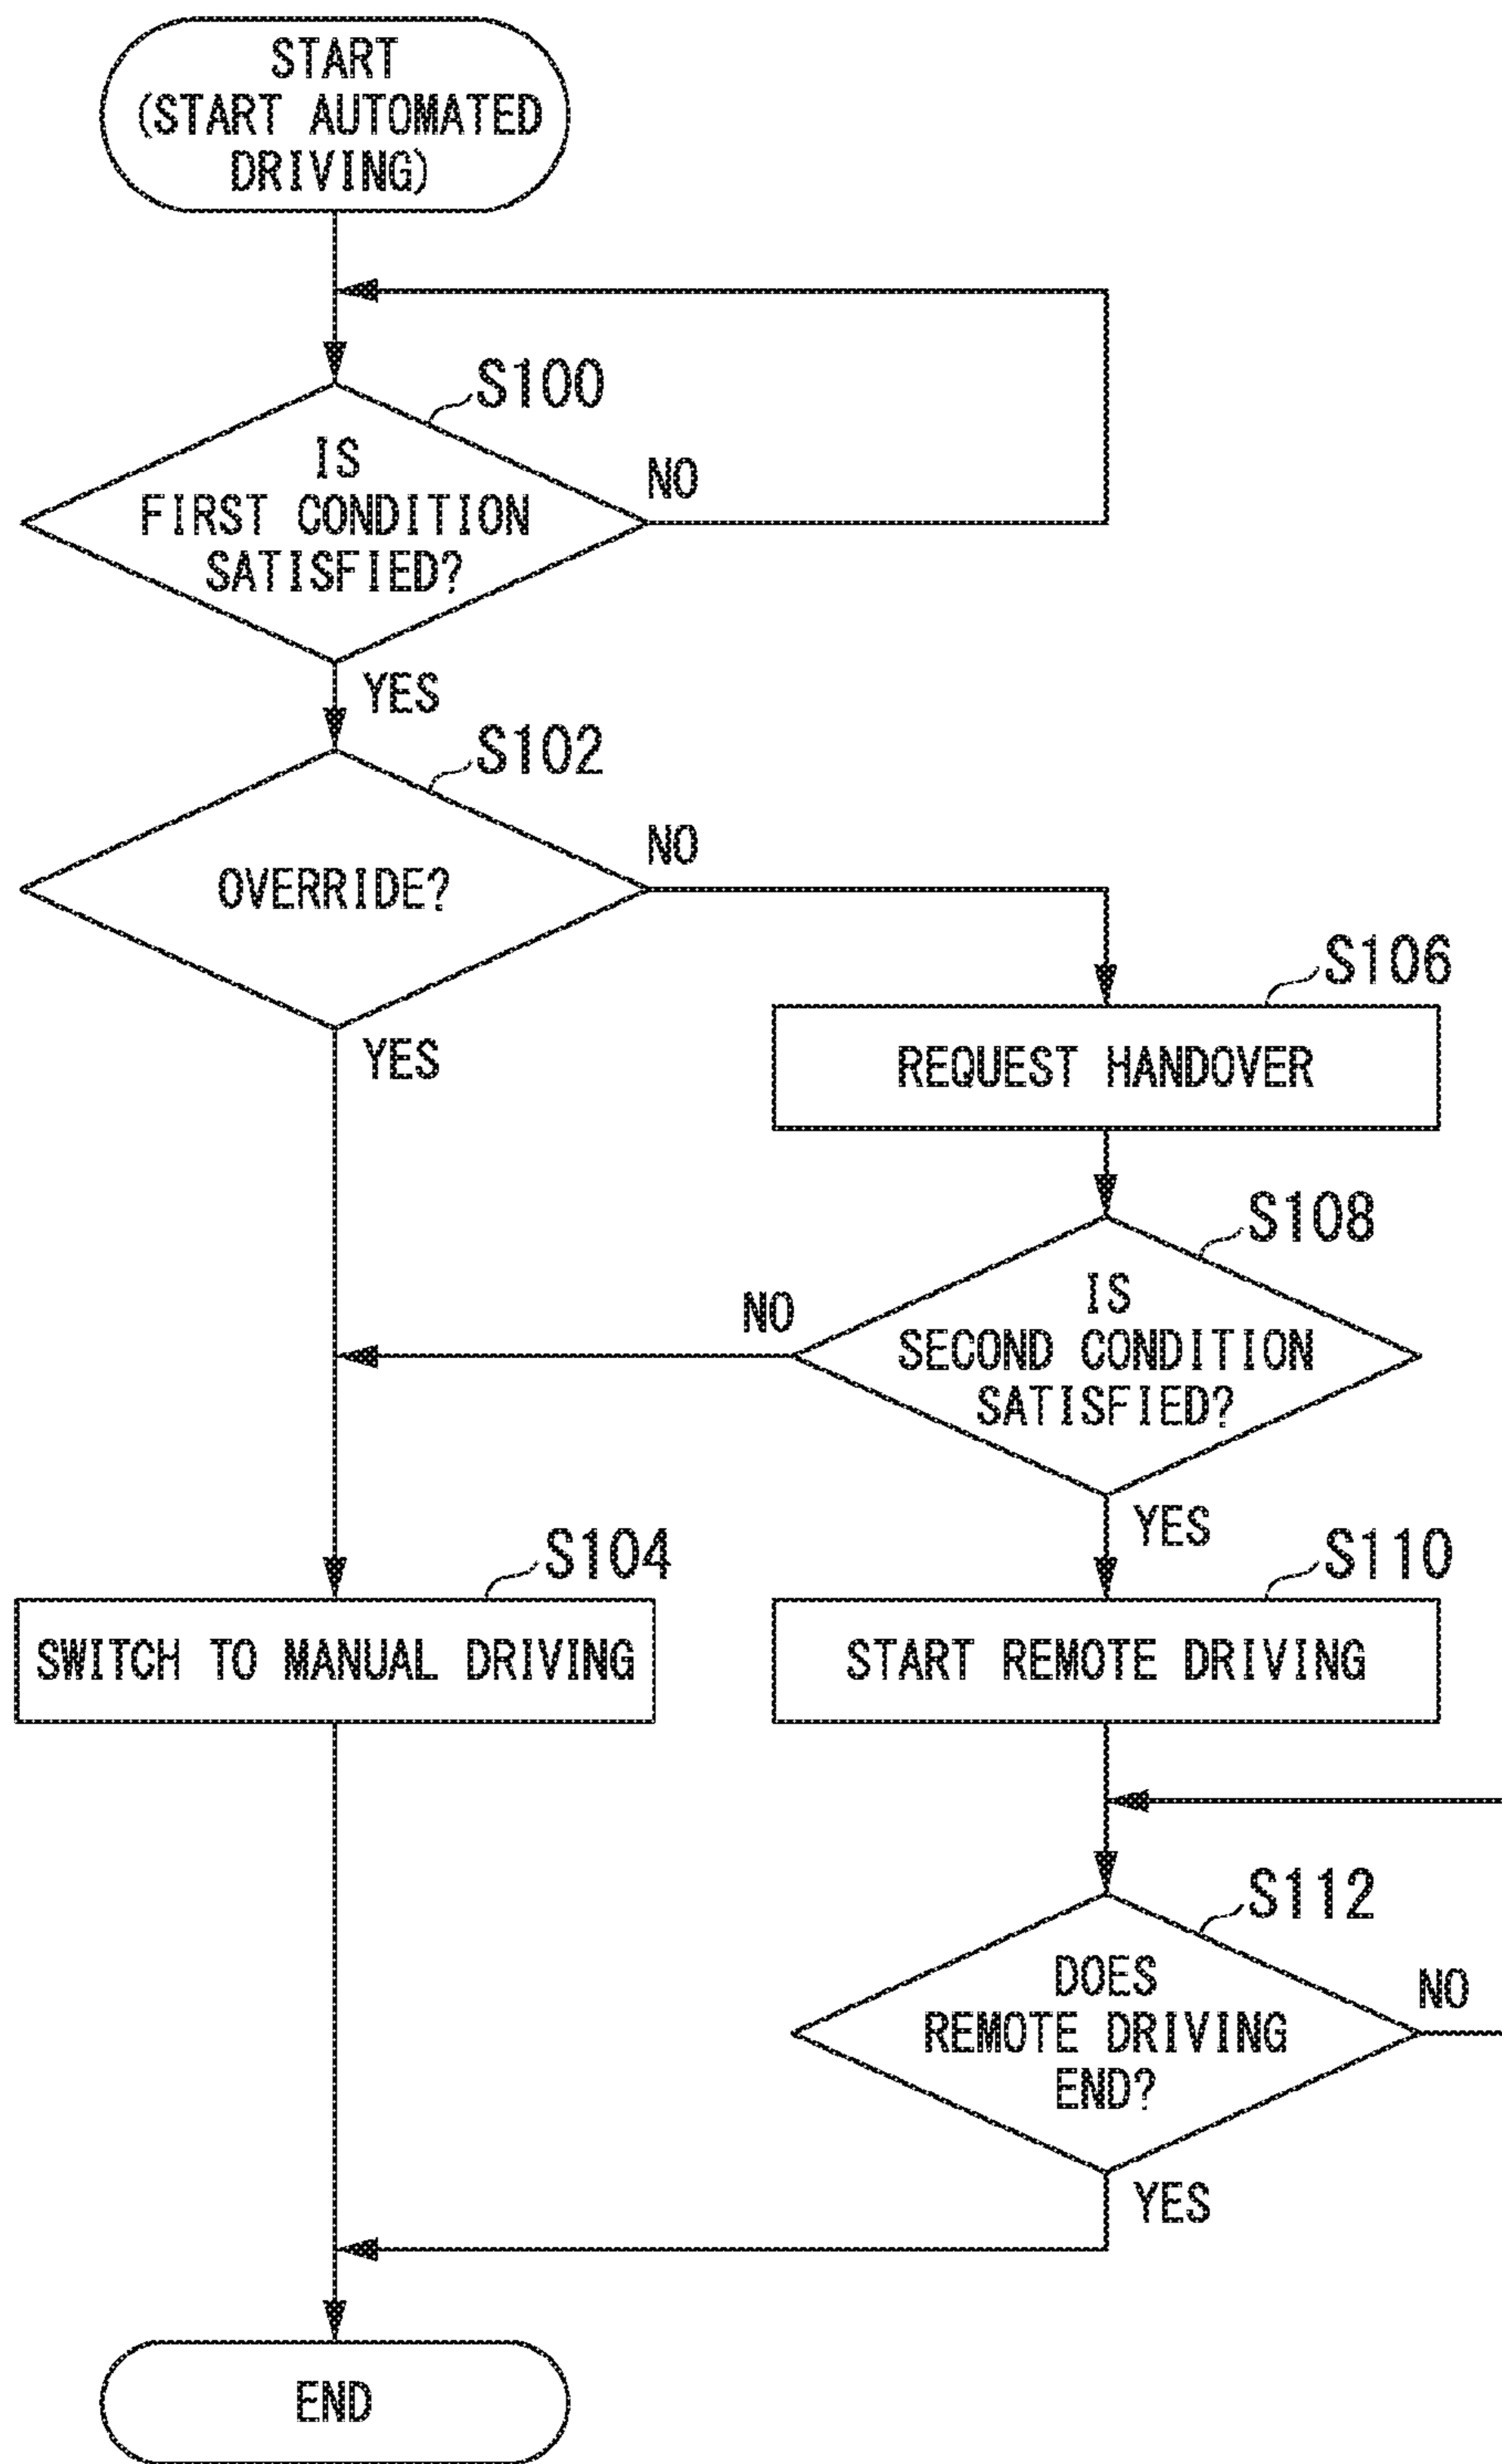 START
(START AUTOMATED
DRIVING)
S100
IS
FIRST CONDITION
SATISFIED?
NO
YES
S102
OVERRIDE?
NO
YES
S106
REQUEST HANDOVER
S108
IS
SECOND CONDITION
SATISFIED?
NO
YES
S104
SWITCH TO MANUAL DRIVING
S110
START REMOTE DRIVING
S112
DOES
REMOTE DRIVING
END?
NO
YES
END